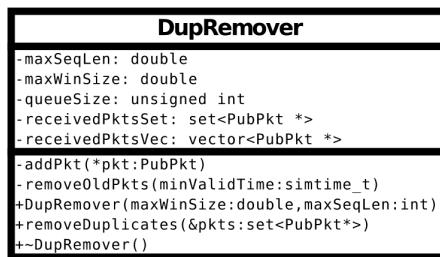 DupRemover
-maxSeqLen: double
-maxWinSize: double
-queueSize: unsigned int
-receivedPktsSet: set<PubPkt *>
-receivedPktsVec: vector<PubPkt *>
-addPkt(*pkt:PubPkt)
-removeOldPkts(minValidTime:simtime_t)
+DupRemover(maxWinSize:double,maxSeqLen:int)
+removeDuplicates(&pkts:set<PubPkt*>)
+~DupRemover()